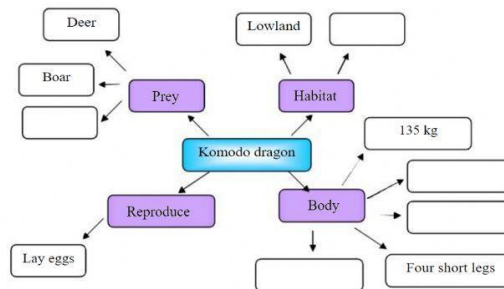 Deer
Lowland
Boar
Prey
Habitat
135 kg
Komodo dragon
Reproduce
Body
Lay eggs
Four short legs